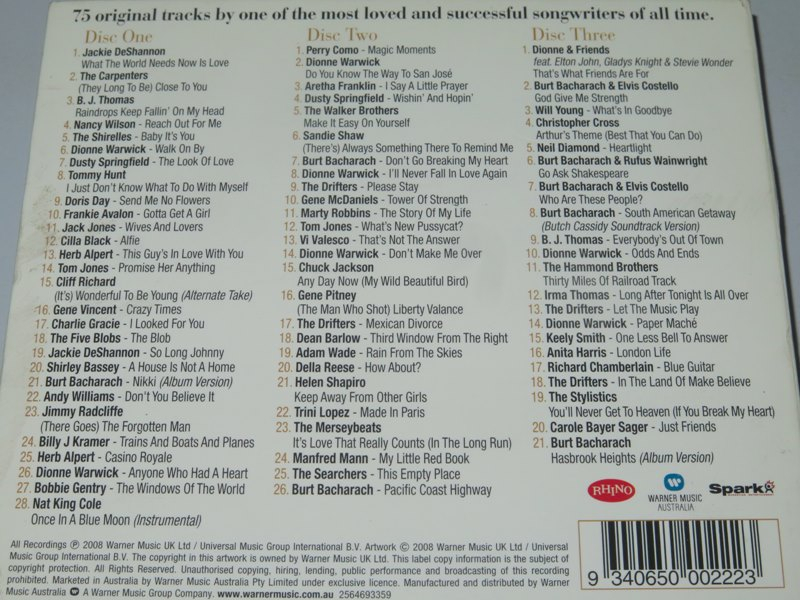 75 original tracks by one of the most loved and successful songwriters of all time.
Disc One
1. Jackie DeShannon
What The World Needs Now Is Love
2. The Carpenters
(They Long To Be) Close To You
3. B. J. Thomas
Raindrops Keep Fallin' On My Head
4. Nancy Wilson - Reach Out For Me
5. The Shirelles - Baby It's You
6. Dionne Warwick - Walk On By
7. Dusty Springfield - The Look Of Love
8. Tommy Hunt
I Just Don't Know What To Do With Myself
9. Doris Day - Send Me No Flowers
10. Frankie Avalon - Gotta Get A Girl
11. Jack Jones - Wives And Lovers
12. Cilla Black - Alfie
13. Herb Alpert - This Guy's In Love With You
14. Tom Jones - Promise Her Anything
15. Cliff Richard
(It's) Wonderful To Be Young (Alternate Take)
16. Gene Vincent - Crazy Times
17. Charlie Gracie - I Looked For You
18. The Five Blobs - The Blob
19. Jackie DeShannon - So Long Johnny
20. Shirley Bassey - A House Is Not A Home
21. Burt Bacharach - Nikki (Album Version)
22. Andy Williams - Don't You Believe It
23. Jimmy Radcliffe
(There Goes) The Forgotten Man
24. Billy J Kramer - Trains And Boats and Planes
25. Herb Alpert - Casino Royale
26. Dionne Warwick - Anyone Who Had A Heart
27. Bobbie Gentry - The Windows Of The World
28. Nat King Cole
Once In A Blue Moon (Instrumental)
Disc Two
1. Perry Como - Magic Moments
2. Dionne Warwick
Do You Know The Way To San José
3. Aretha Franklin - I Say A Little Prayer
4. Dusty Springfield - Wishin' And Hopin'
5. The Walker Brothers
Make It Easy On Yourself
6. Sandie Shaw
(There's) Always Something There To Remind Me
7. Burt Bacharach - Don't Go Breaking My Heart
8. Dionne Warwick - I'll Never Fall In Love Again
9. The Drifters - Please Stay
10. Gene McDaniels - Tower Of Strength
11. Marty Robbins - The Story Of My Life
12. Tom Jones - What's New Pussycat?
13. Vi Valesco - That's Not The Answer
14. Dionne Warwick - Don't Make Me Over
15. Chuck Jackson
Any Day Now (My Wild Beautiful Bird)
16. Gene Pitney
(The Man Who Shot) Liberty Valance
17. The Drifters - Mexican Divorce
18. Dean Barlow - Third Window From The Right
19. Adam Wade - Rain From The Skies
20. Della Reese - How About?
21. Helen Shapiro
Keep Away From Other Girls
22. Trini Lopez - Made In Paris
23. The Merseybeats
It's Love That Really Counts (In The Long Run)
24. Manfred Mann - My Little Red Book
25. The Searchers - This Empty Place
26. Burt Bacharach - Pacific Coast Highway
Disc Three
1. Dionne & Friends
feat. Elton John, Gladys Knight & Stevie Wonder
That's What Friends Are For
2. Burt Bacharach & Elvis Costello
God Give Me Strength
3. Will Young - What's In Goodbye
4. Christopher Cross
Arthur's Theme (Best That You Can Do)
5. Neil Diamond - Heartlight
6. Burt Bacharach & Rufus Wainwright
Go Ask Shakespeare
7. Burt Bacharach & Elvis Costello
Who Are These People?
8. Burt Bacharach - South American Getaway
(Butch Cassidy Soundtrack Version)
9. B. J. Thomas - Everybody's Out Of Town
10. Dionne Warwick - Odds And Ends
11. The Hammond Brothers
Thirty Miles Of Railroad Track
12. Irma Thomas - Long After Tonight Is All Over
13. The Drifters - Let The Music Play
14. Dionne Warwick - Paper Maché
15. Keely Smith - One Less Bell To Answer
16. Anita Harris - London Life
17. Richard Chamberlain - Blue Guitar
18. The Drifters - In The Land Of Make Believe
19. The Stylistics
You'll Never Get To Heaven (If You Break My Heart)
20. Carole Bayer Sager - Just Friends
21. Burt Bacharach
Hasbrook Heights (Album Version)
RHINO
WARNER MUSIC
AUSTRALIA
Spark
All Recordings ℗ 2008 Warner Music UK Ltd / Universal Music Group International B.V. Artwork © 2008 Warner Music UK Ltd / Universal
Music Group International B.V. The copyright in this artwork is owned by Warner Music UK Ltd. This label copy information is the subject of
copyright protection. All Rights Reserved. Unauthorised copying, hiring, lending, public performance and broadcasting of this recording
prohibited. Marketed in Australia by Warner Music Australia Pty Limited under exclusive licence. Manufactured and distributed by Warner
Music Australia A Warner Music Group Company. www.warnermusic.com.au 2564693359
9 340650 002223